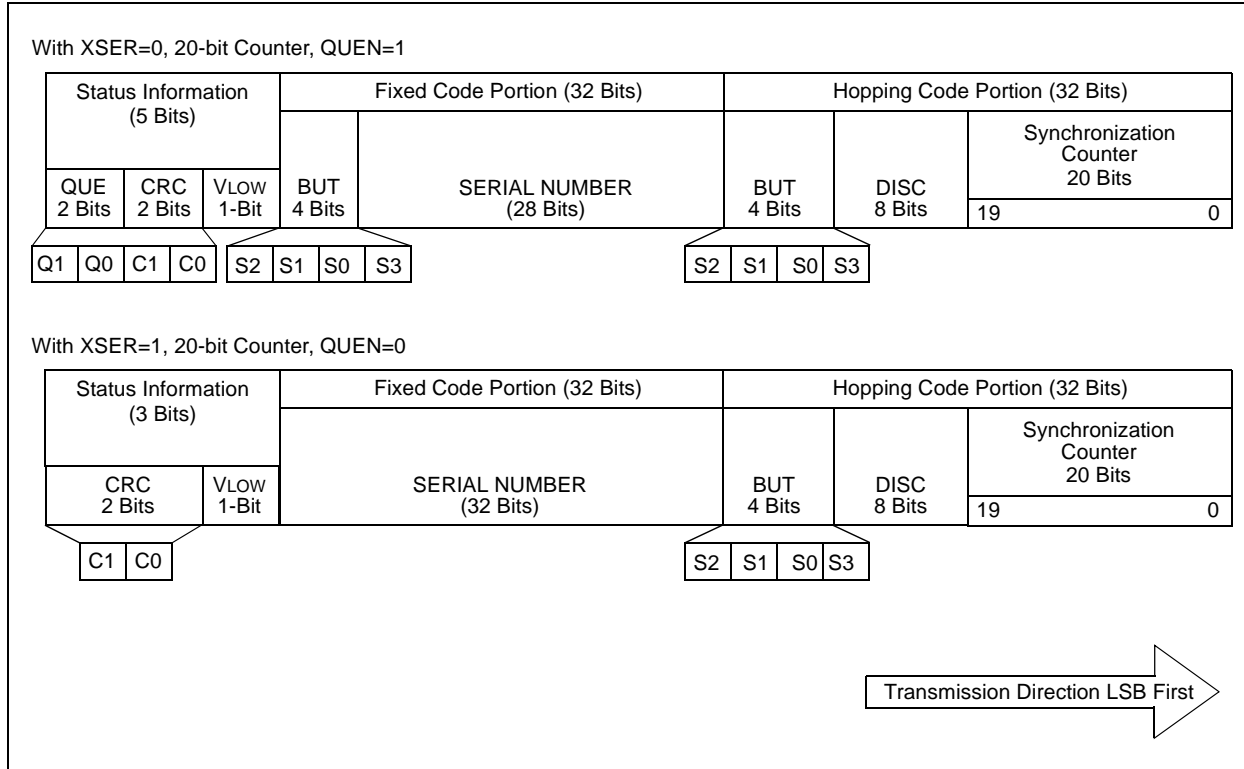 With XSER=0, 20-bit Counter, QUEN=1
Status Information
(5 Bits)
Fixed Code Portion (32 Bits)
Hopping Code Portion (32 Bits)
QUE
2 Bits
CRC
2 Bits
VLOW
1-Bit
BUT
4 Bits
SERIAL NUMBER
(28 Bits)
BUT
4 Bits
DISC
8 Bits
Synchronization
Counter
20 Bits
19 0
Q1 Q0 C1 C0 S2 S1 S0 S3 S2 S1 S0 S3
With XSER=1, 20-bit Counter, QUEN=0
Status Information
(3 Bits)
Fixed Code Portion (32 Bits)
Hopping Code Portion (32 Bits)
CRC
2 Bits
VLOW
1-Bit
SERIAL NUMBER
(32 Bits)
BUT
4 Bits
DISC
8 Bits
Synchronization
Counter
20 Bits
19 0
C1 C0 S2 S1 S0 S3
Transmission Direction LSB First